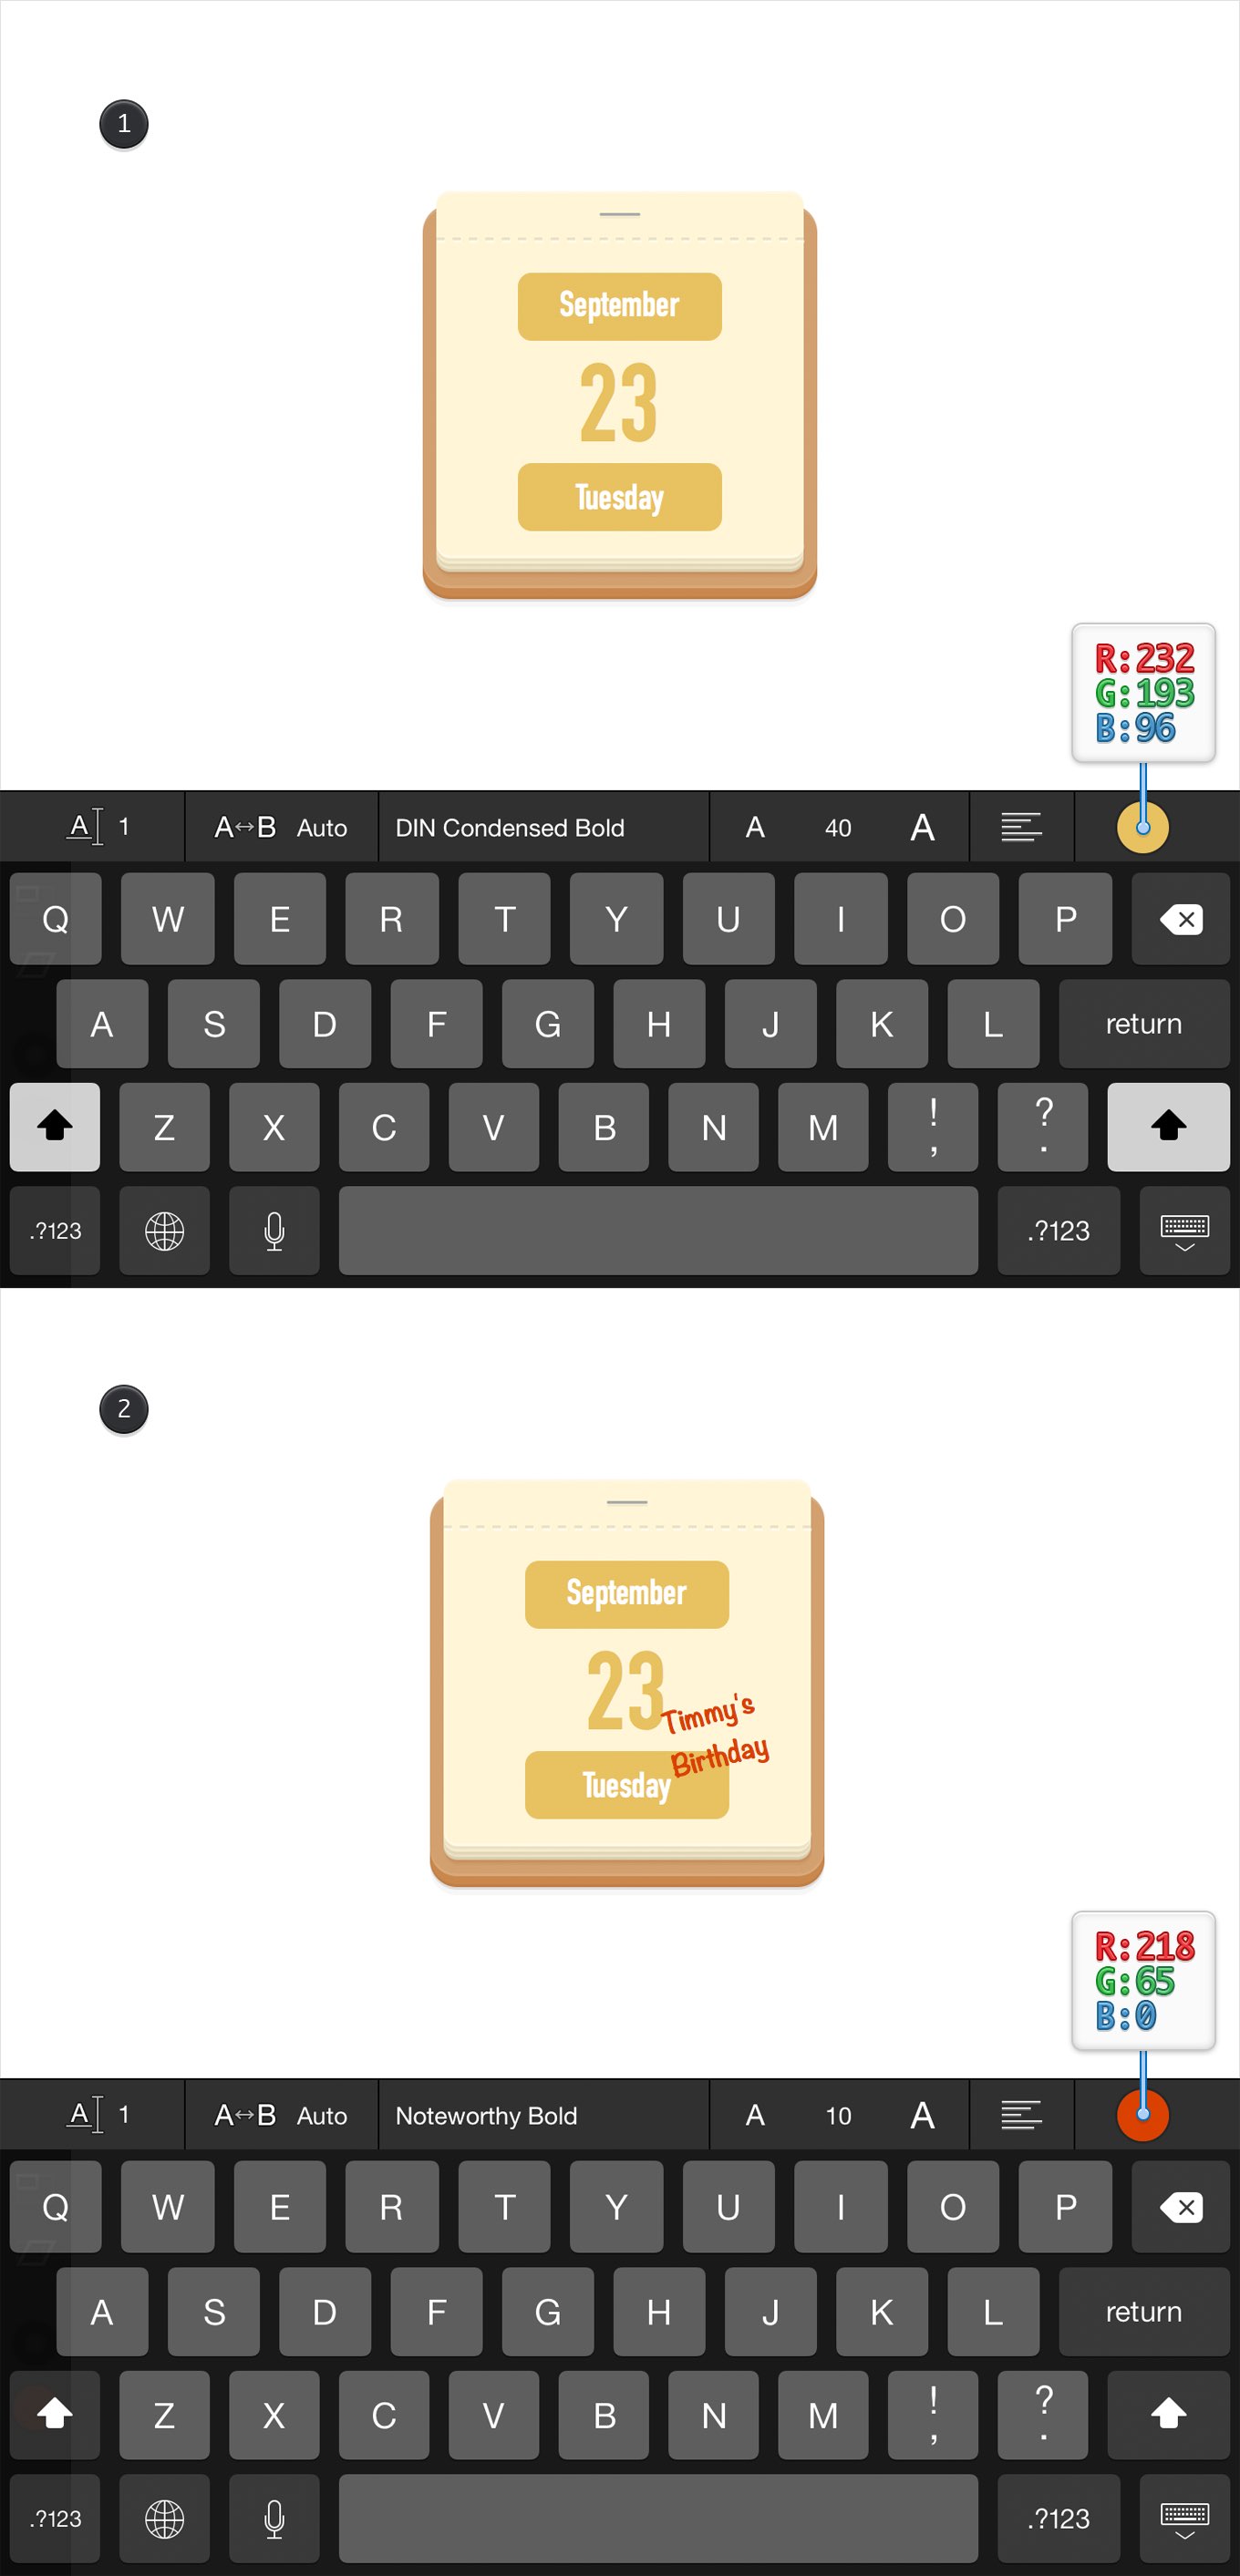 1
September
23
Tuesday
R:232
G:193
B:96
A 1 A↔B Auto DIN Condensed Bold A 40 A
Q W E R T Y U I O P
A S D F G H J K L return
Z X C V B N M ! , ? .
.?123 .?123
2
September
23
Timmy's
Birthday
Tuesday
R:218
G:65
B:0
A 1 A↔B Auto Noteworthy Bold A 10 A
Q W E R T Y U I O P
A S D F G H J K L return
Z X C V B N M ! , ? .
.?123 .?123